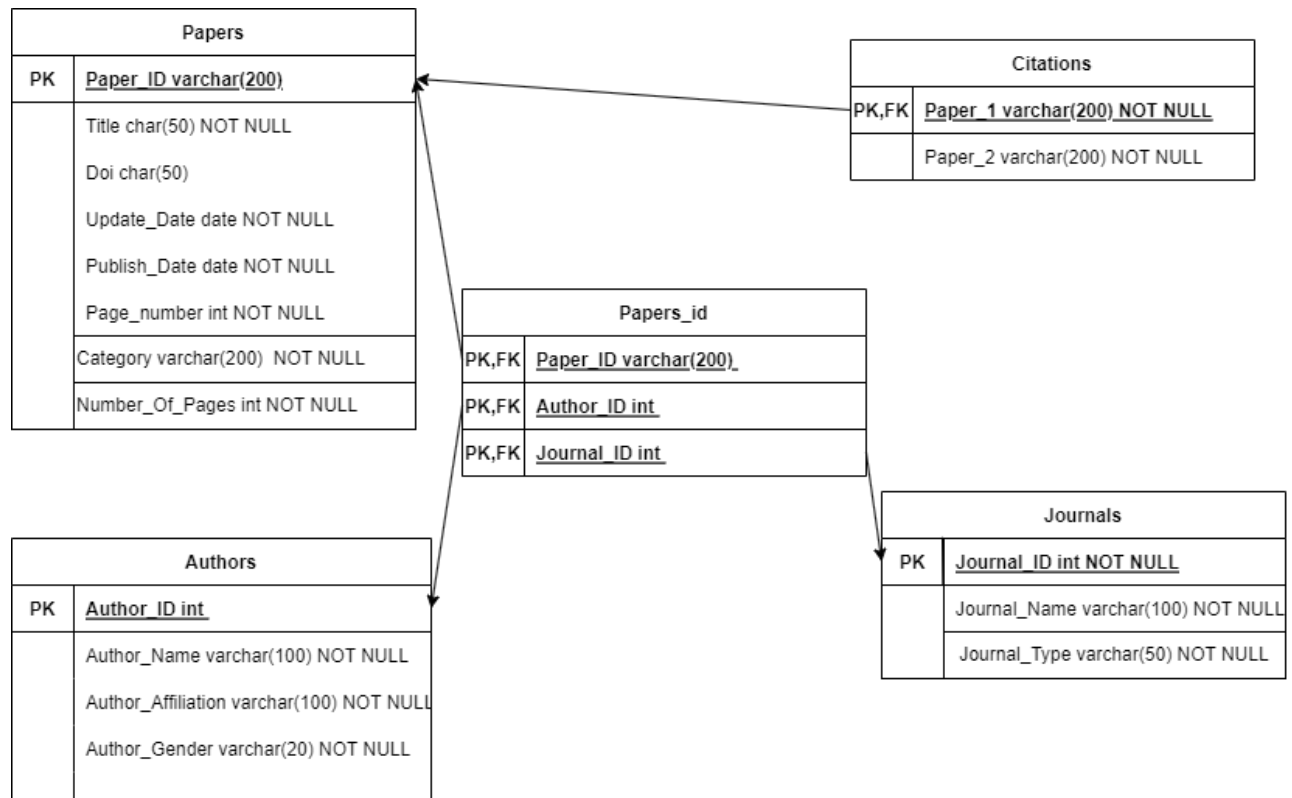 Papers
PK Paper_ID varchar(200)
Title char(50) NOT NULL
Doi char(50)
Update_Date date NOT NULL
Publish_Date date NOT NULL
Page_number int NOT NULL
Category varchar(200) NOT NULL
Number_Of_Pages int NOT NULL
Citations
PK,FK Paper_1 varchar(200) NOT NULL
Paper_2 varchar(200) NOT NULL
Papers_id
PK,FK Paper_ID varchar(200)
PK,FK Author_ID int
PK,FK Journal_ID int
Authors
PK Author_ID int
Author_Name varchar(100) NOT NULL
Author_Affiliation varchar(100) NOT NULL
Author_Gender varchar(20) NOT NULL
Journals
PK Journal_ID int NOT NULL
Journal_Name varchar(100) NOT NULL
Journal_Type varchar(50) NOT NULL